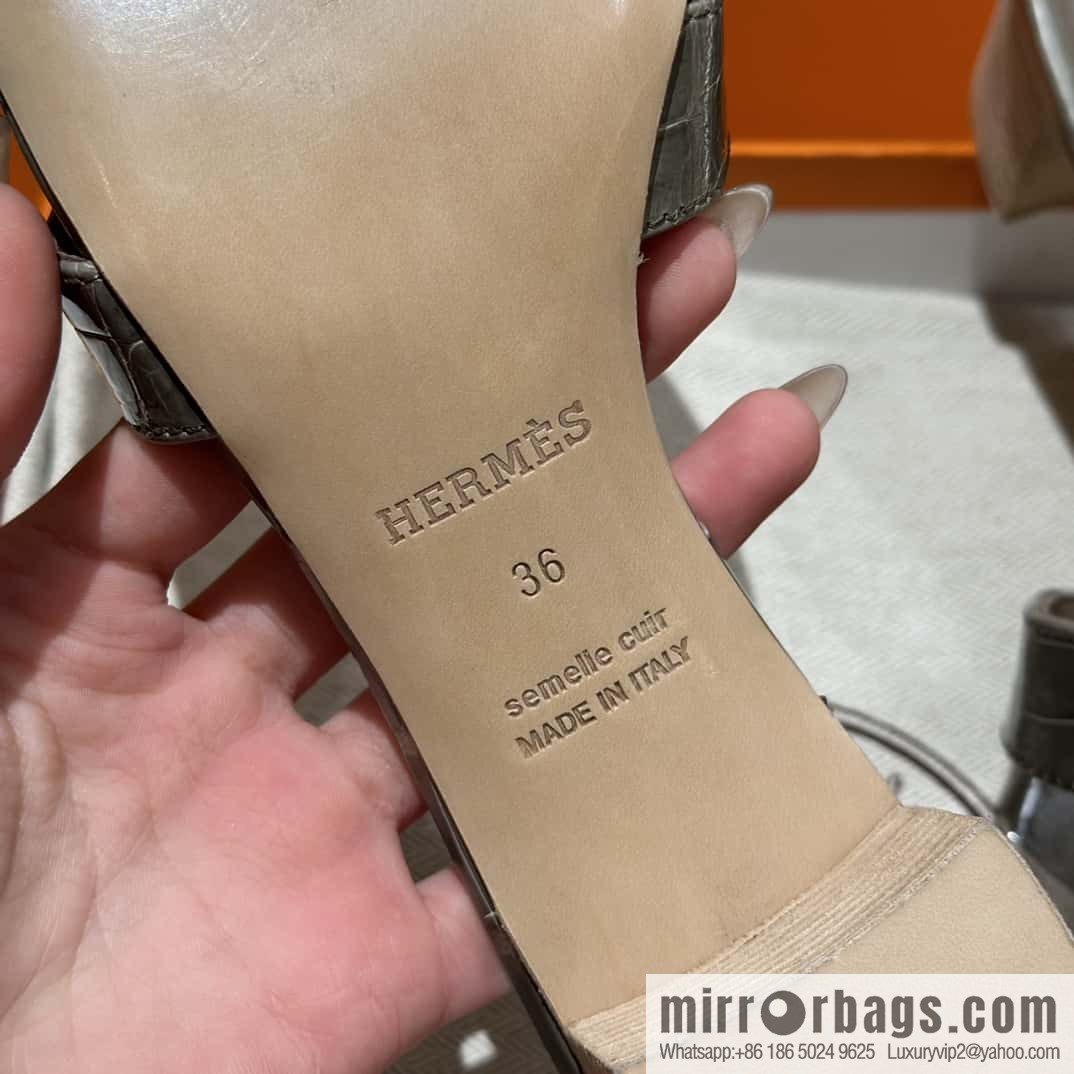 HERMÈS
36
semelle cuir
MADE IN ITALY
mirrorbags.com
Whatsapp:+86 186 5024 9625 Luxuryvip2@yahoo.com